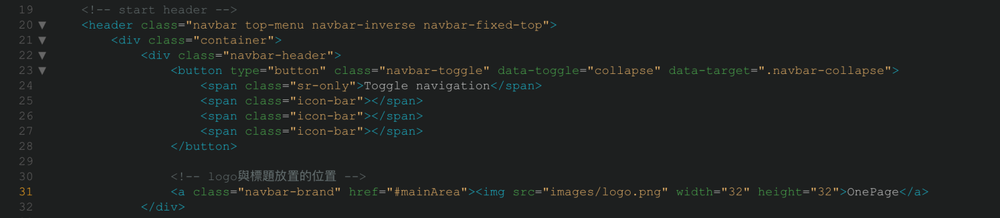 19 <!-- start header -->
20 ▼ <header class="navbar top-menu navbar-inverse navbar-fixed-top">
21 ▼ <div class="container">
22 ▼ <div class="navbar-header">
23 ▼ <button type="button" class="navbar-toggle" data-toggle="collapse" data-target=".navbar-collapse">
24 <span class="sr-only">Toggle navigation</span>
25 <span class="icon-bar"></span>
26 <span class="icon-bar"></span>
27 <span class="icon-bar"></span>
28 </button>
29
30 <!-- logo與標題放置的位置 -->
31 <a class="navbar-brand" href="#mainArea"><img src="images/logo.png" width="32" height="32">OnePage</a>
32 </div>